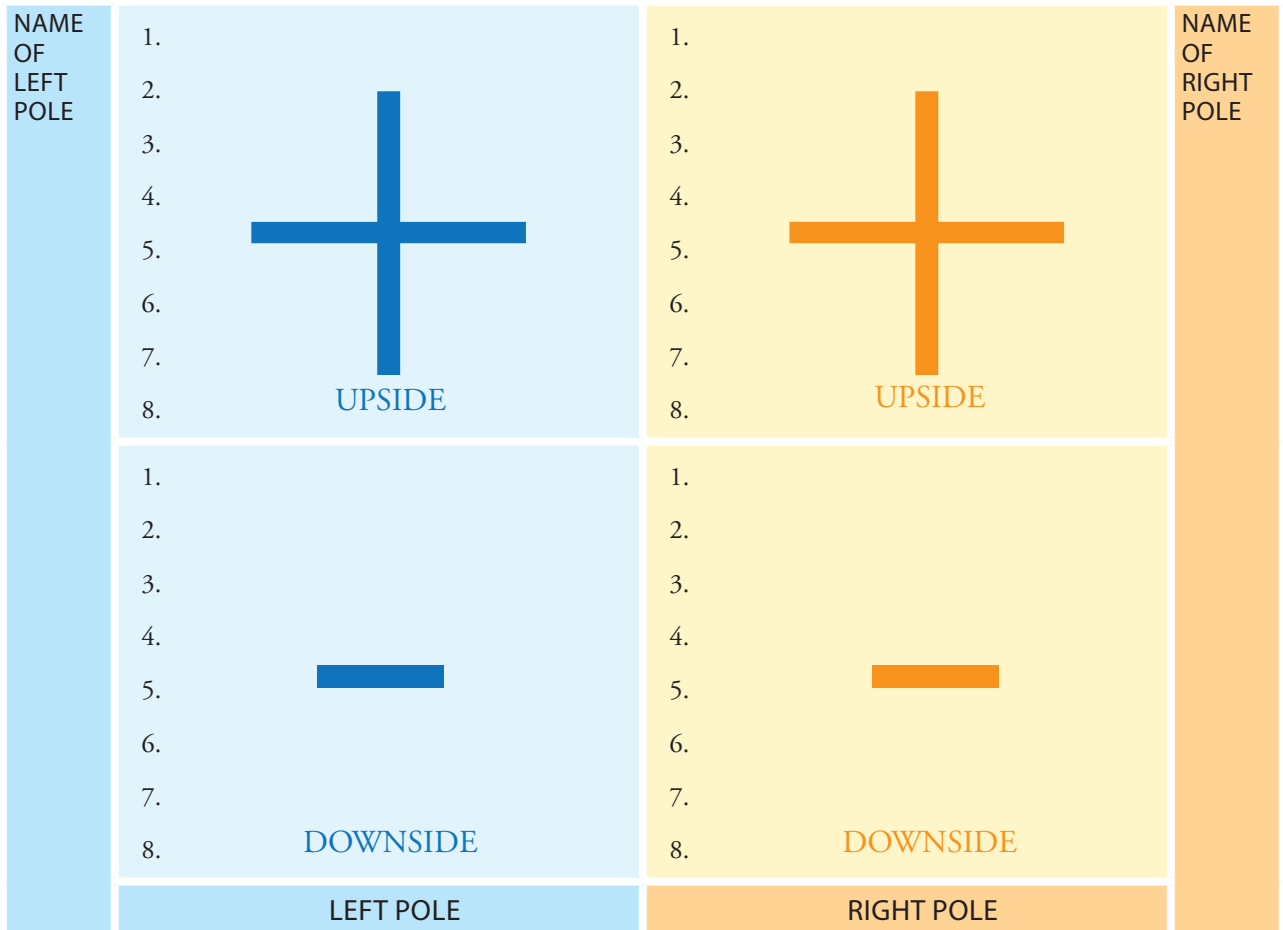 NAME
OF
LEFT
POLE
1.
2.
3.
4.
5.
6.
7.
8.
UPSIDE
1.
2.
3.
4.
5.
6.
7.
8.
UPSIDE
NAME
OF
RIGHT
POLE
1.
2.
3.
4.
5.
6.
7.
8.
DOWNSIDE
1.
2.
3.
4.
5.
6.
7.
8.
DOWNSIDE
LEFT POLE
RIGHT POLE